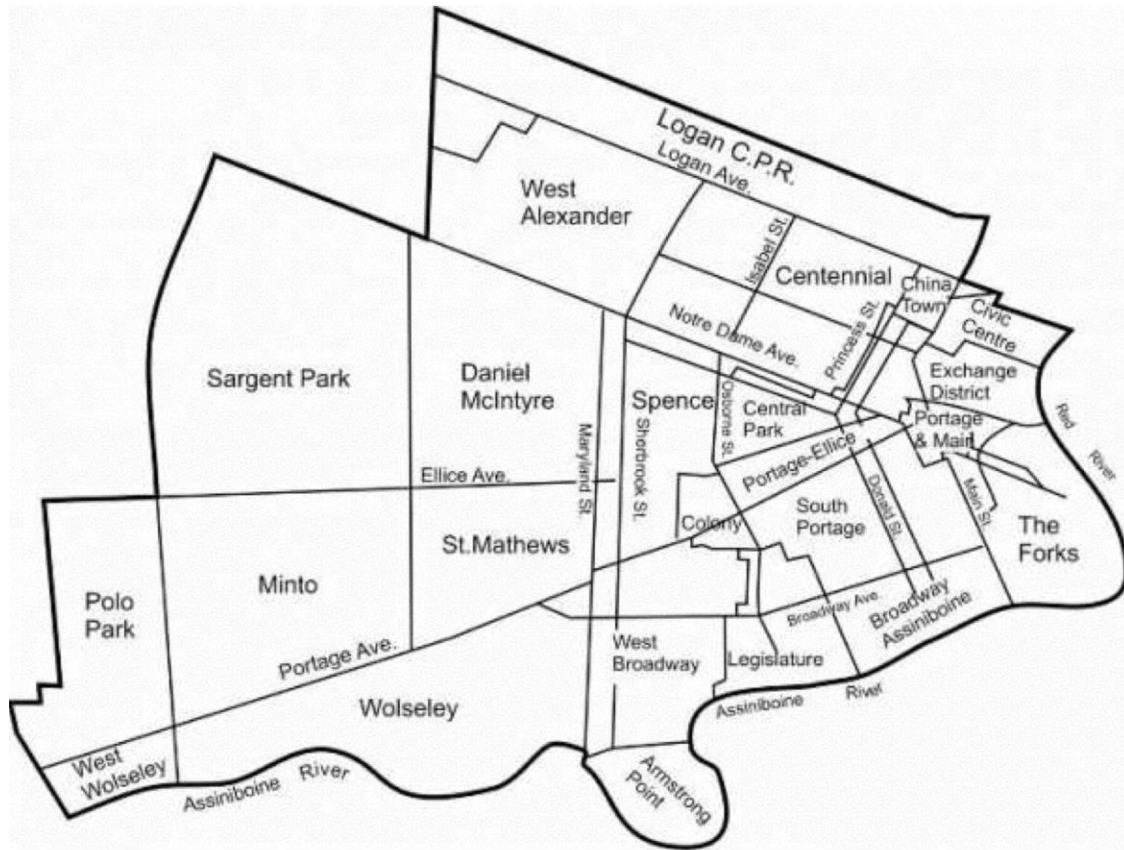 Logan C.P.R.
Logan Ave.
West
Alexander
Isabel St.
Centennial
China
Town
Civic
Centre
Princess St.
Notre Dame Ave.
Exchange
District
Sargent Park
Daniel
McIntyre
Spence
Osborne St.
Central
Park
Portage
& Main
Red
River
Maryland St.
Sherbrook St.
Portage-Ellice
Ellice Ave.
Donald St.
Main St.
Colony
South
Portage
The
Forks
St.Mathews
Minto
Polo
Park
Broadway Ave.
Broadway
Assiniboine
Portage Ave.
West
Broadway
Legislature
Wolseley
Assiniboine
River
West
Wolseley
Assiniboine
River
Armstrong
Point